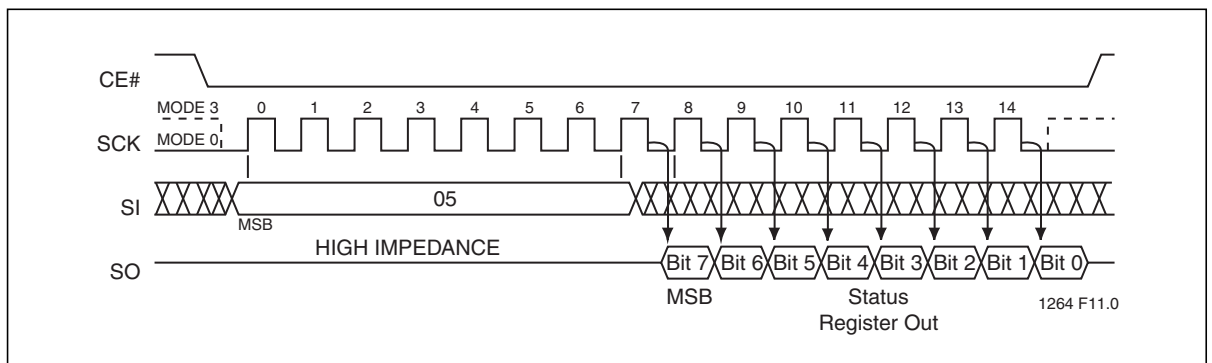 CE#
MODE 3 0 1 2 3 4 5 6 7 8 9 10 11 12 13 14
SCK MODE 0
SI 05
MSB
HIGH IMPEDANCE
SO Bit 7 Bit 6 Bit 5 Bit 4 Bit 3 Bit 2 Bit 1 Bit 0
MSB Status
Register Out
1264 F11.0